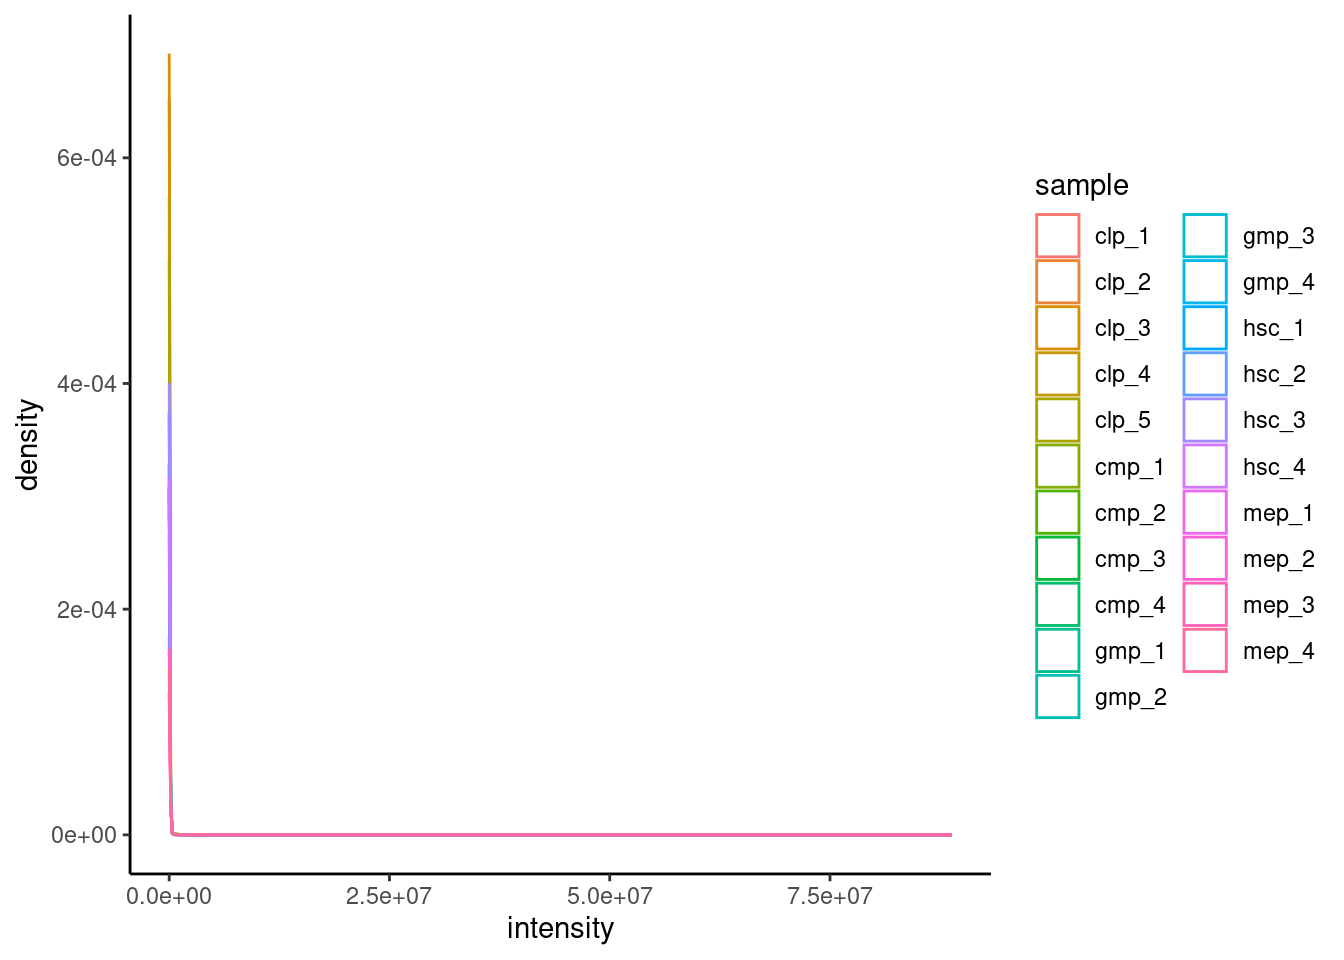 6e-04
4e-04
2e-04
0e+00
density
0.0e+00 2.5e+07 5.0e+07 7.5e+07
intensity
sample
clp_1 gmp_3
clp_2 gmp_4
clp_3 hsc_1
clp_4 hsc_2
clp_5 hsc_3
cmp_1 hsc_4
cmp_2 mep_1
cmp_3 mep_2
cmp_4 mep_3
gmp_1 mep_4
gmp_2